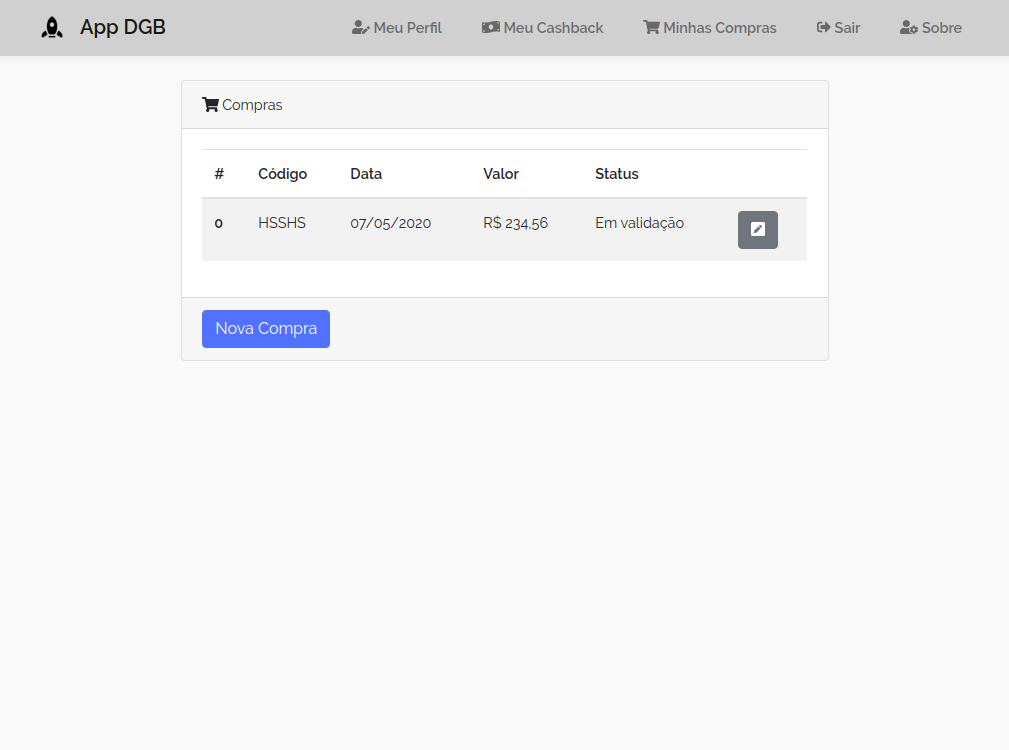 App DGB Meu Perfil Meu Cashback Minhas Compras Sair Sobre
Compras
# Código Data Valor Status
0 HSSHS 07/05/2020 R$ 234,56 Em validação
Nova Compra